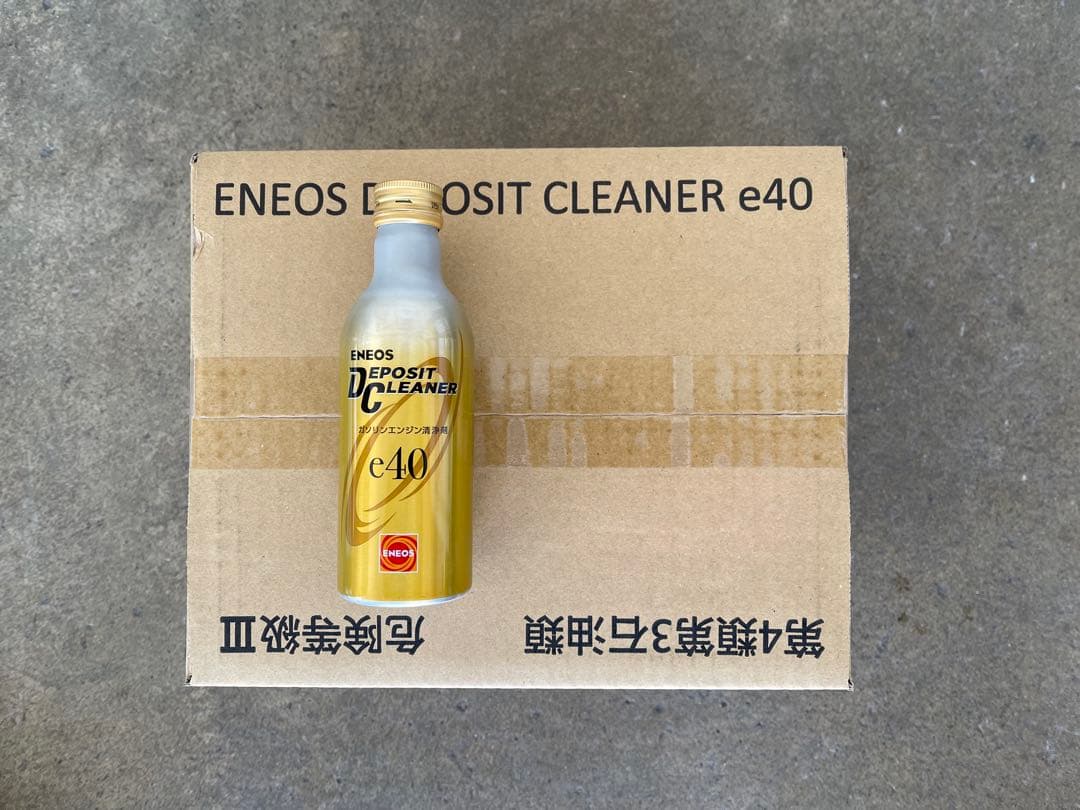 ENEOS DEPOSIT CLEANER e40
ENEOS
DEPOSIT
CLEANER
ガソリンエンジン清浄剤
e40
ENEOS
第4類第3石油類
危険等級Ⅲ